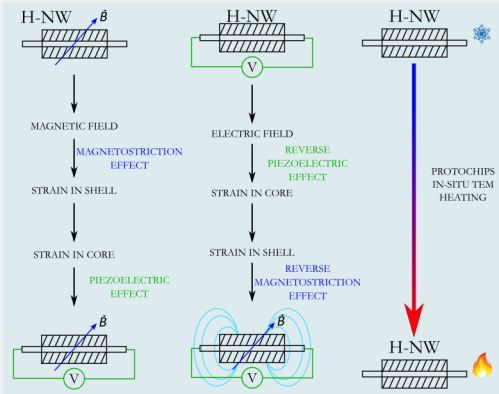 H-NW
B
MAGNETIC FIELD
MAGNETOSTRICTION
EFFECT
STRAIN IN SHELL
STRAIN IN CORE
PIEZOELECTRIC
EFFECT
B
V
H-NW
V
ELECTRIC FIELD
REVERSE
PIEZOELECTRIC
EFFECT
STRAIN IN CORE
STRAIN IN SHELL
REVERSE
MAGNETOSTRICTION
EFFECT
B
V
H-NW
PROTOCHIPS
IN-SITU TEM
HEATING
H-NW